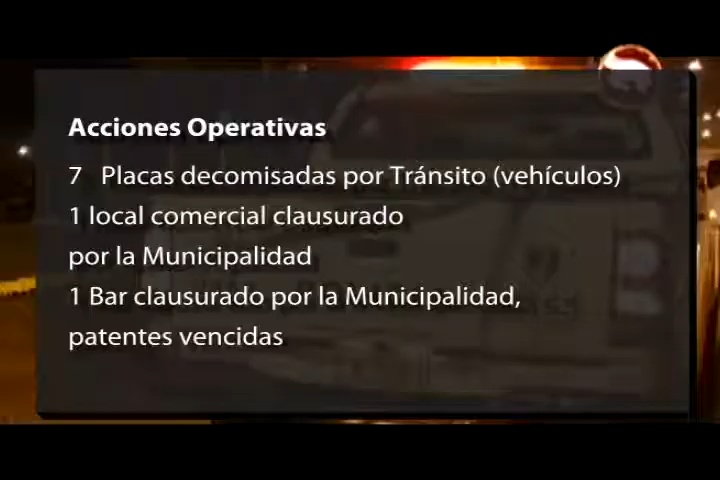 Acciones Operativas
7 Placas decomisadas por Tránsito (vehículos)
1 local comercial clausurado
por la Municipalidad
1 Bar clausurado por la Municipalidad,
patentes vencidas